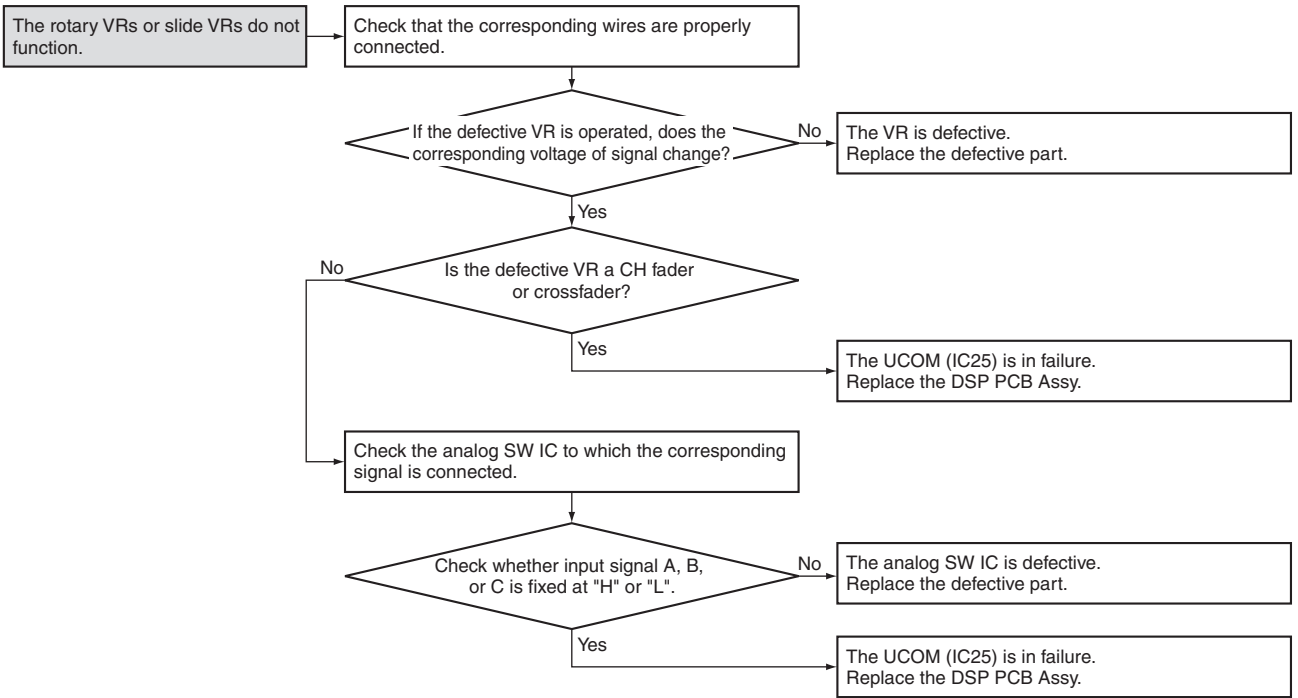 The rotary VRs or slide VRs do not
function.
Check that the corresponding wires are properly
connected.
If the defective VR is operated, does the
corresponding voltage of signal change?
No
The VR is defective.
Replace the defective part.
Yes
Is the defective VR a CH fader
or crossfader?
No
Yes
The UCOM (IC25) is in failure.
Replace the DSP PCB Assy.
Check the analog SW IC to which the corresponding
signal is connected.
Check whether input signal A, B,
or C is fixed at "H" or "L".
No
The analog SW IC is defective.
Replace the defective part.
Yes
The UCOM (IC25) is in failure.
Replace the DSP PCB Assy.